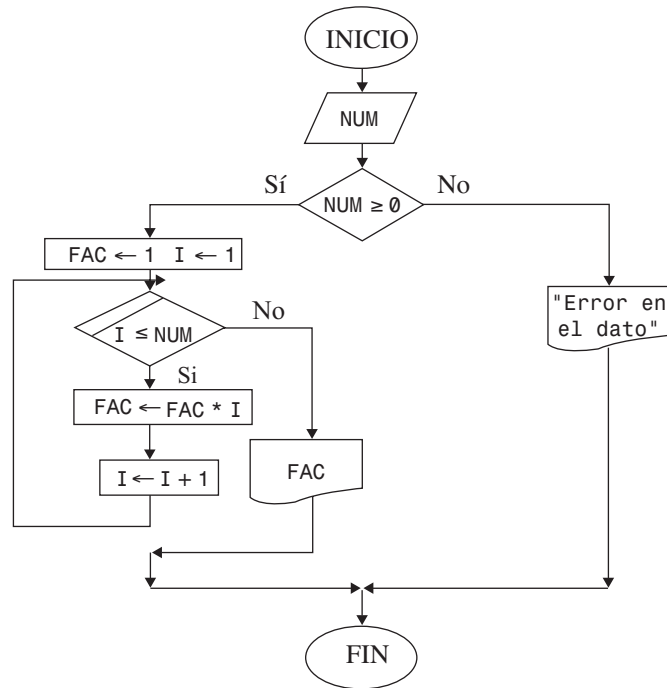 INICIO
NUM
Sí
No
NUM ≥ 0
FAC ← 1 I ← 1
"Error en
el dato"
No
I ≤ NUM
Si
FAC ← FAC * I
FAC
I ← I + 1
FIN